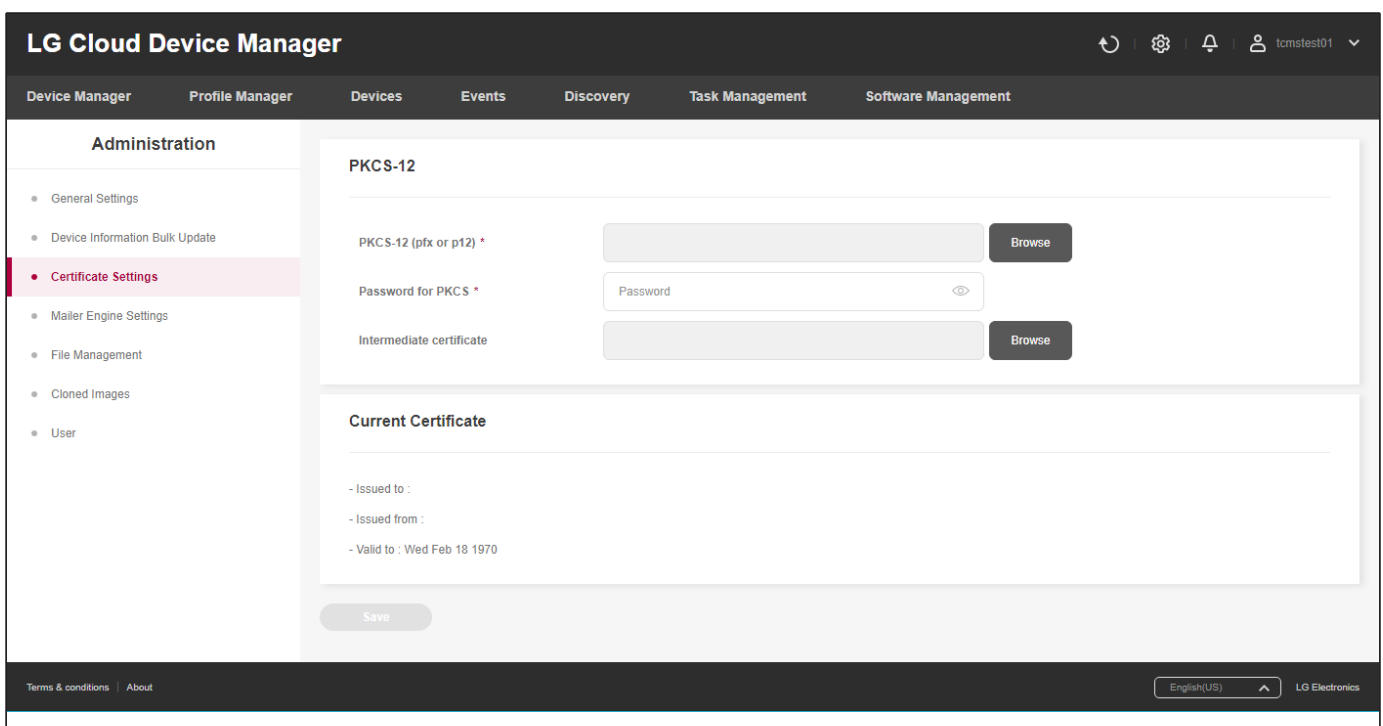 LG Cloud Device Manager
tcmstest01
Device Manager Profile Manager Devices Events Discovery Task Management Software Management
Administration
General Settings
Device Information Bulk Update
Certificate Settings
Mailer Engine Settings
File Management
Cloned Images
User
PKCS-12
PKCS-12 (pfx or p12) *
Browse
Password for PKCS *
Password
Intermediate certificate
Browse
Current Certificate
- Issued to :
- Issued from :
- Valid to : Wed Feb 18 1970
Save
Terms & conditions | About
English(US)
LG Electronics